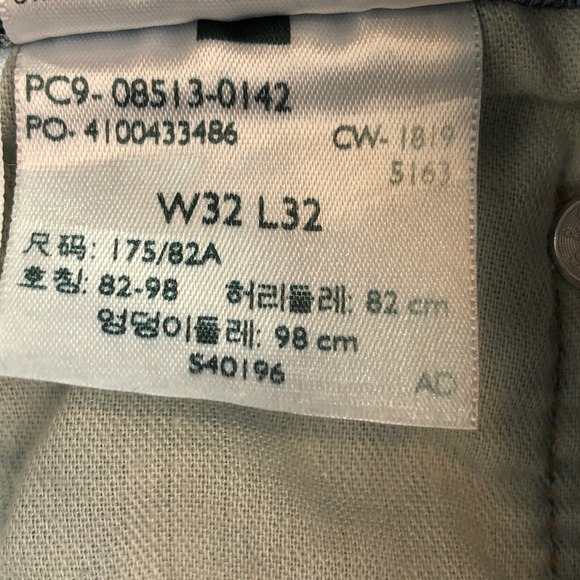 PC9-08513-0142
PO-4100433486 CW-1819
5163
W32 L32
尺码: 175/82A
호칭: 82-98 허리둘레: 82 cm
엉덩이둘레: 98 cm
S40196
AD